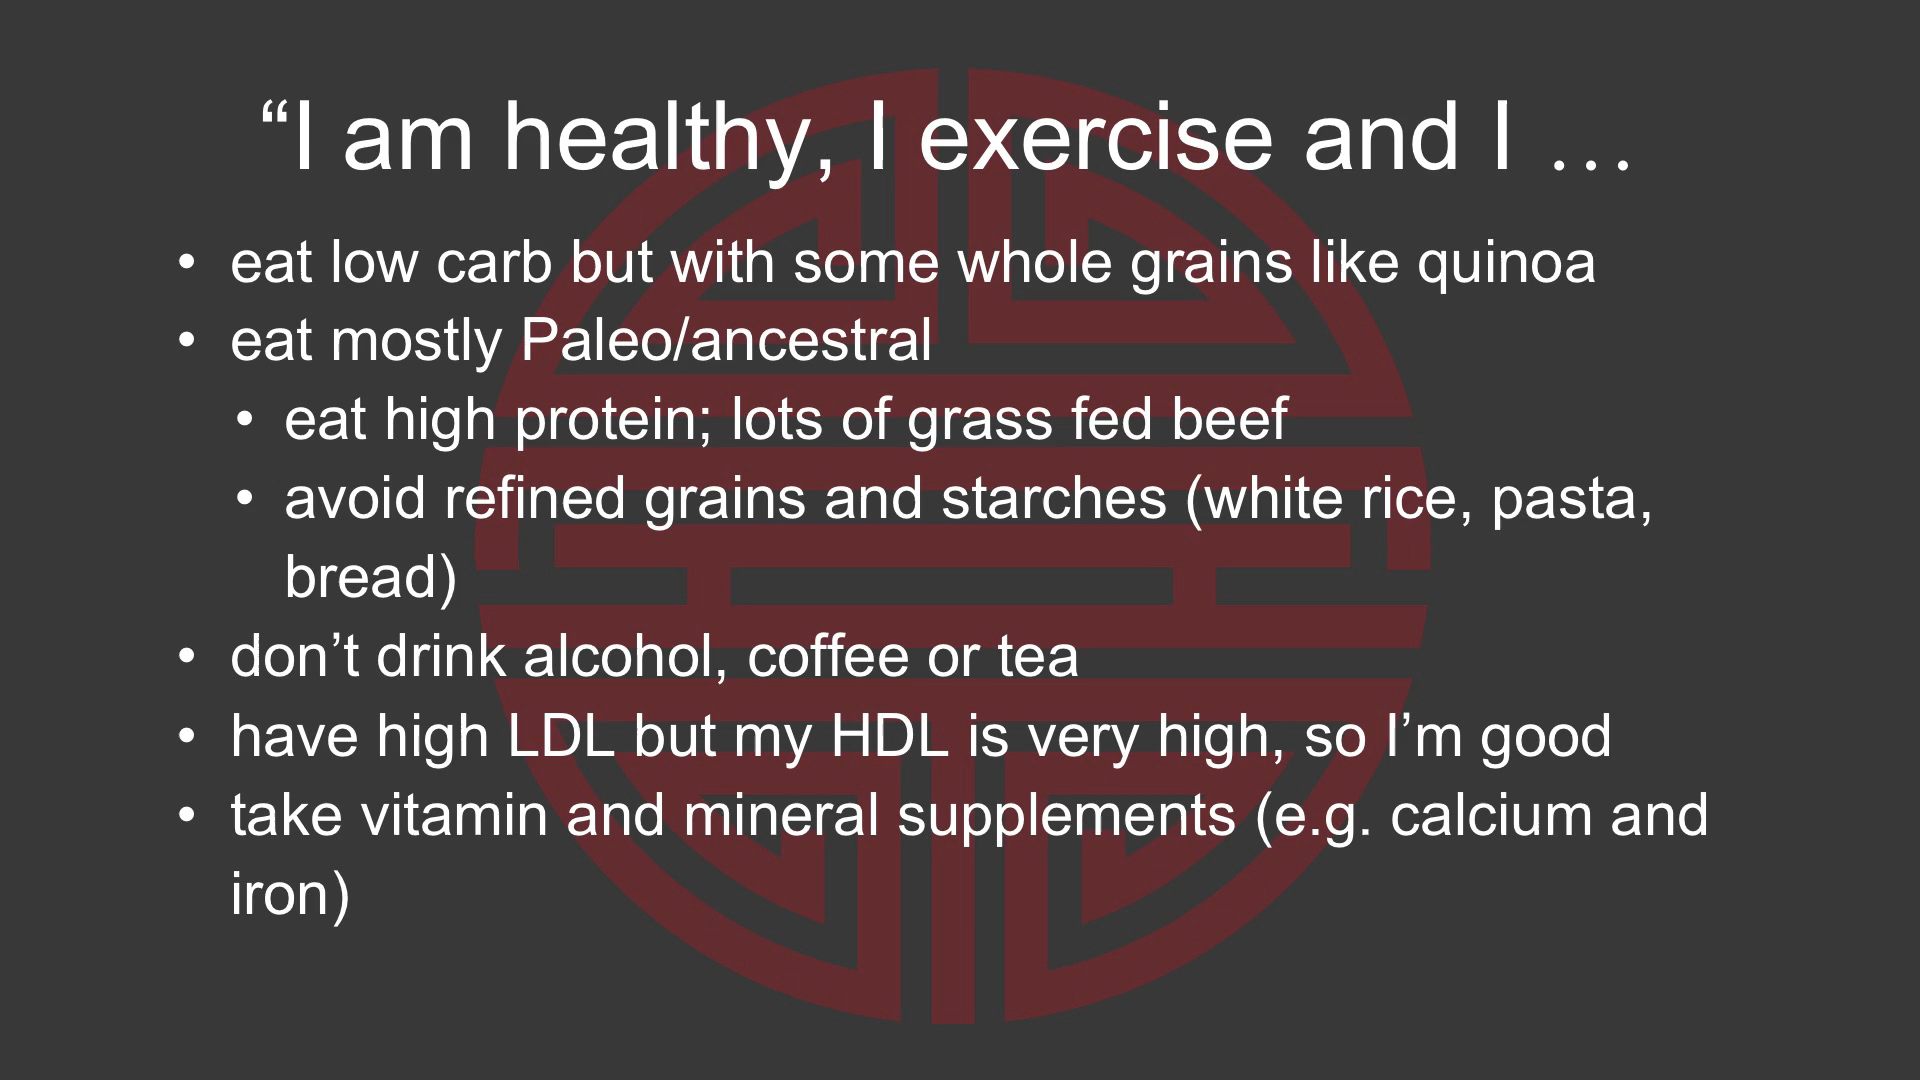 “I am healthy, I exercise and I …
• eat low carb but with some whole grains like quinoa
• eat mostly Paleo/ancestral
• eat high protein; lots of grass fed beef
• avoid refined grains and starches (white rice, pasta,
bread)
• don’t drink alcohol, coffee or tea
• have high LDL but my HDL is very high, so I’m good
• take vitamin and mineral supplements (e.g. calcium and
iron)